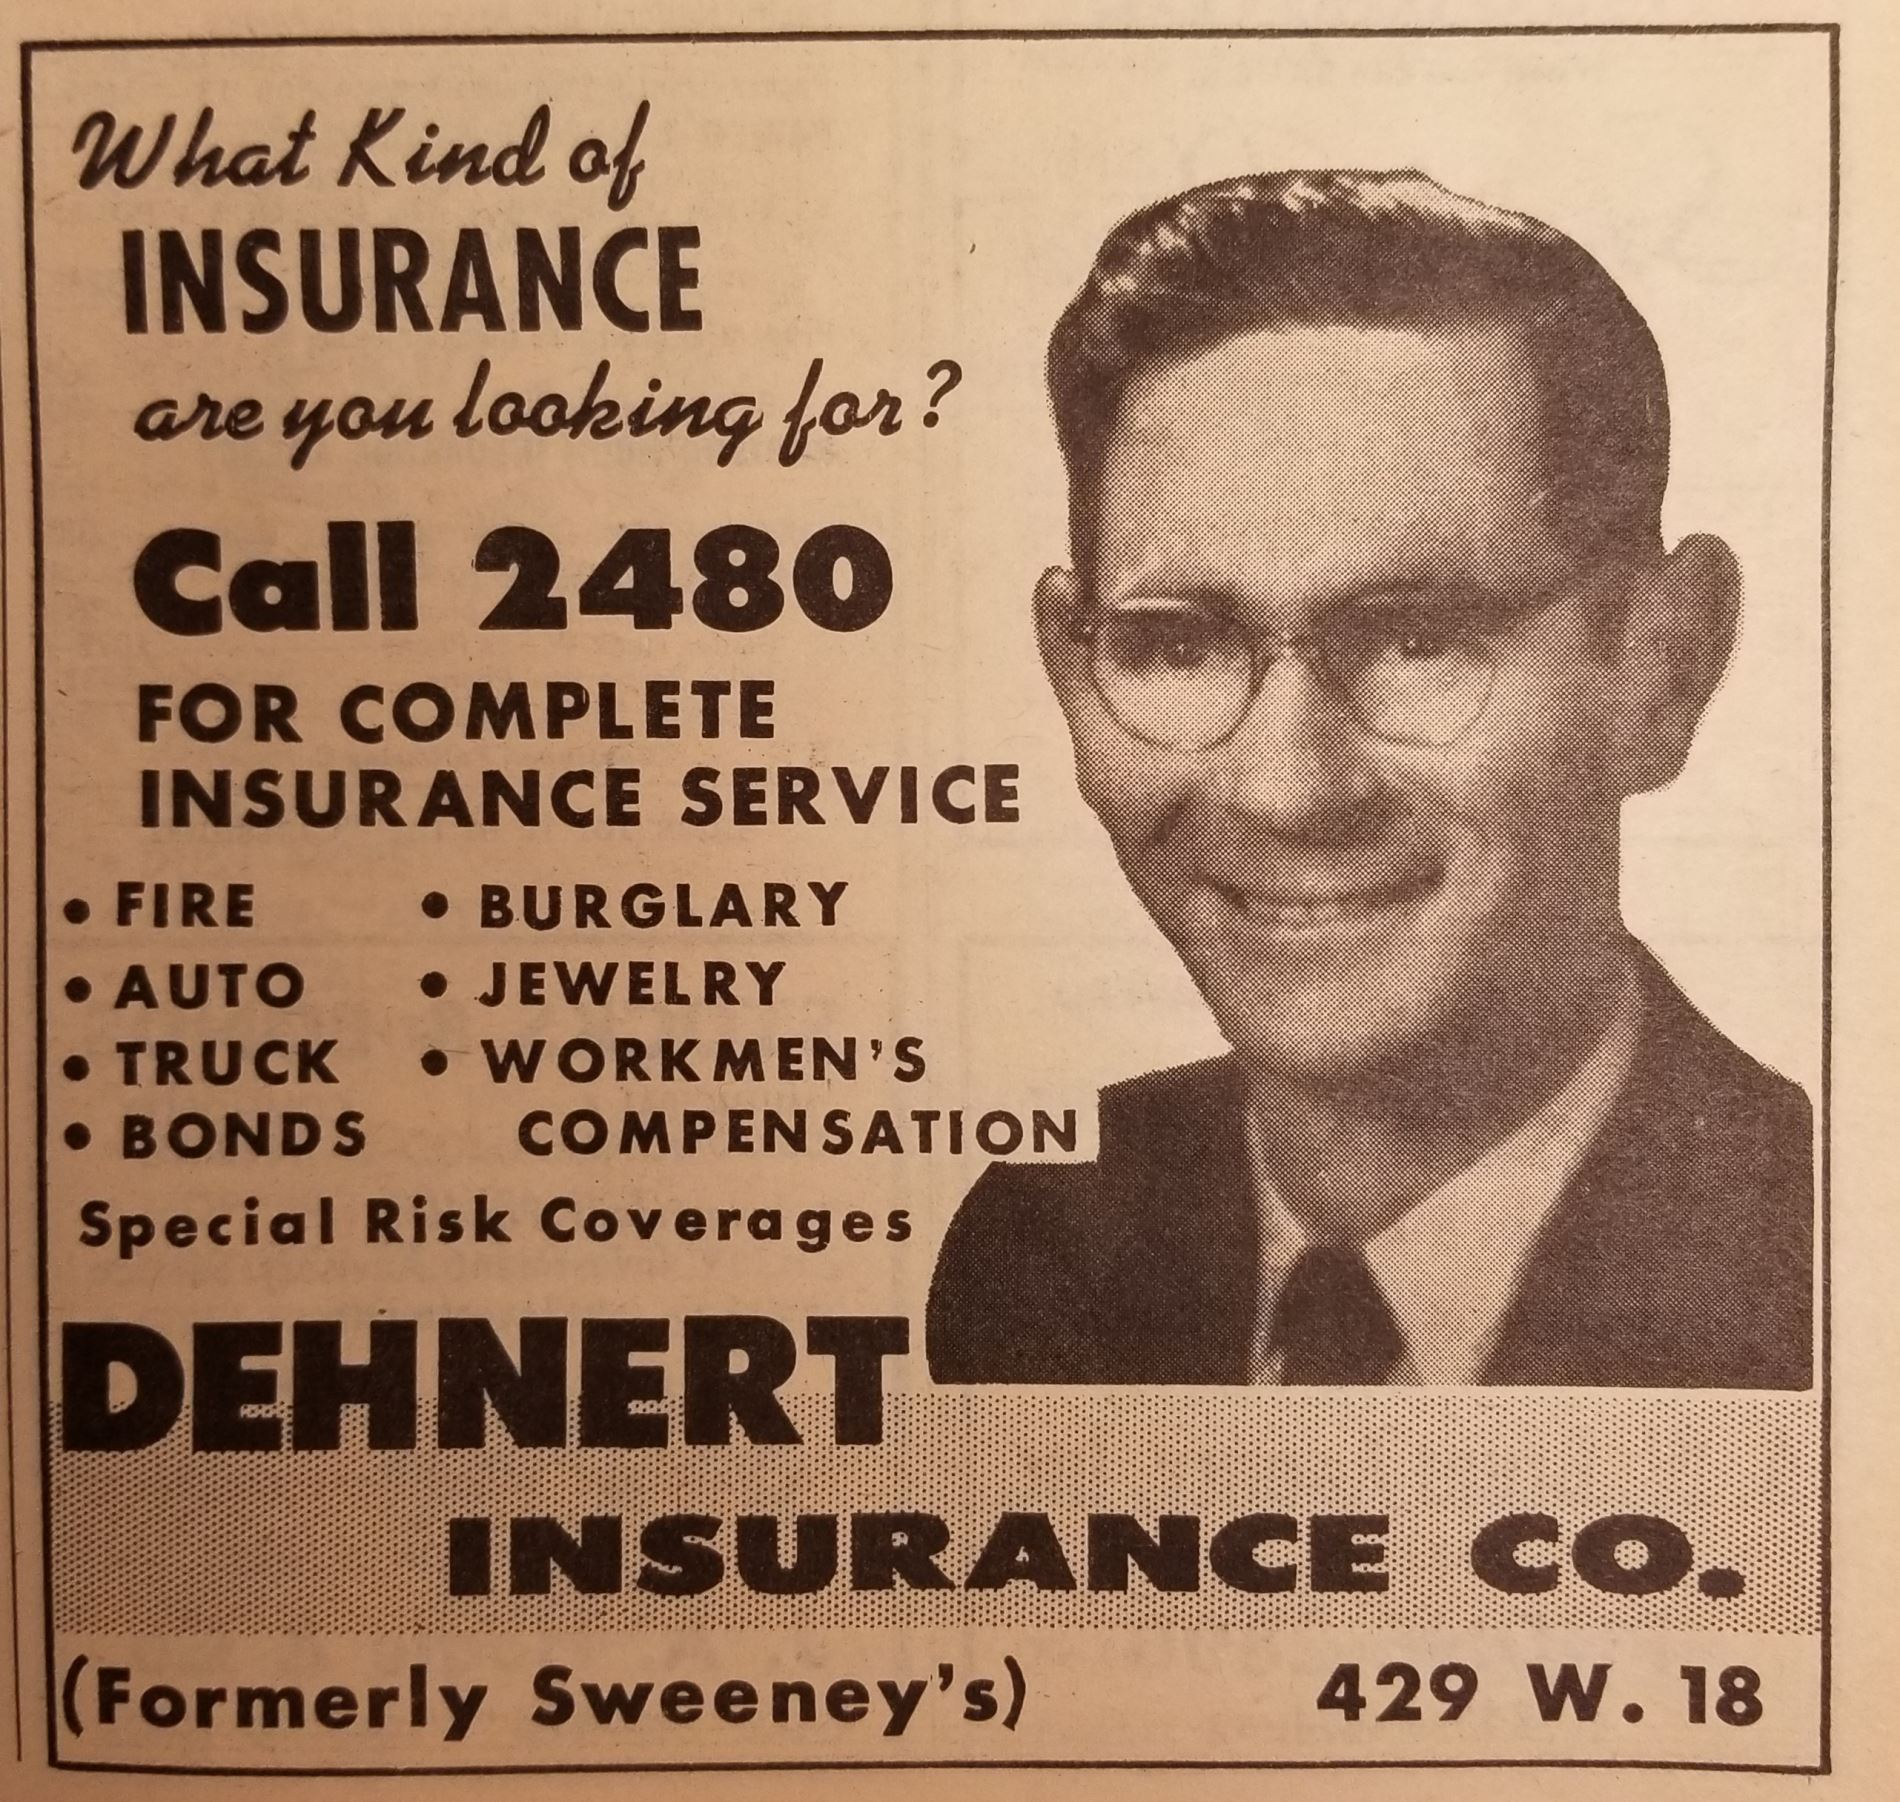 What Kind of
INSURANCE
are you looking for?
Call 2480
FOR COMPLETE
INSURANCE SERVICE
• FIRE
• AUTO
• TRUCK
• BONDS
• BURGLARY
• JEWELRY
• WORKMEN'S
COMPENSATION
Special Risk Coverages
DEHNERT
INSURANCE CO.
(Formerly Sweeney's) 429 W. 18